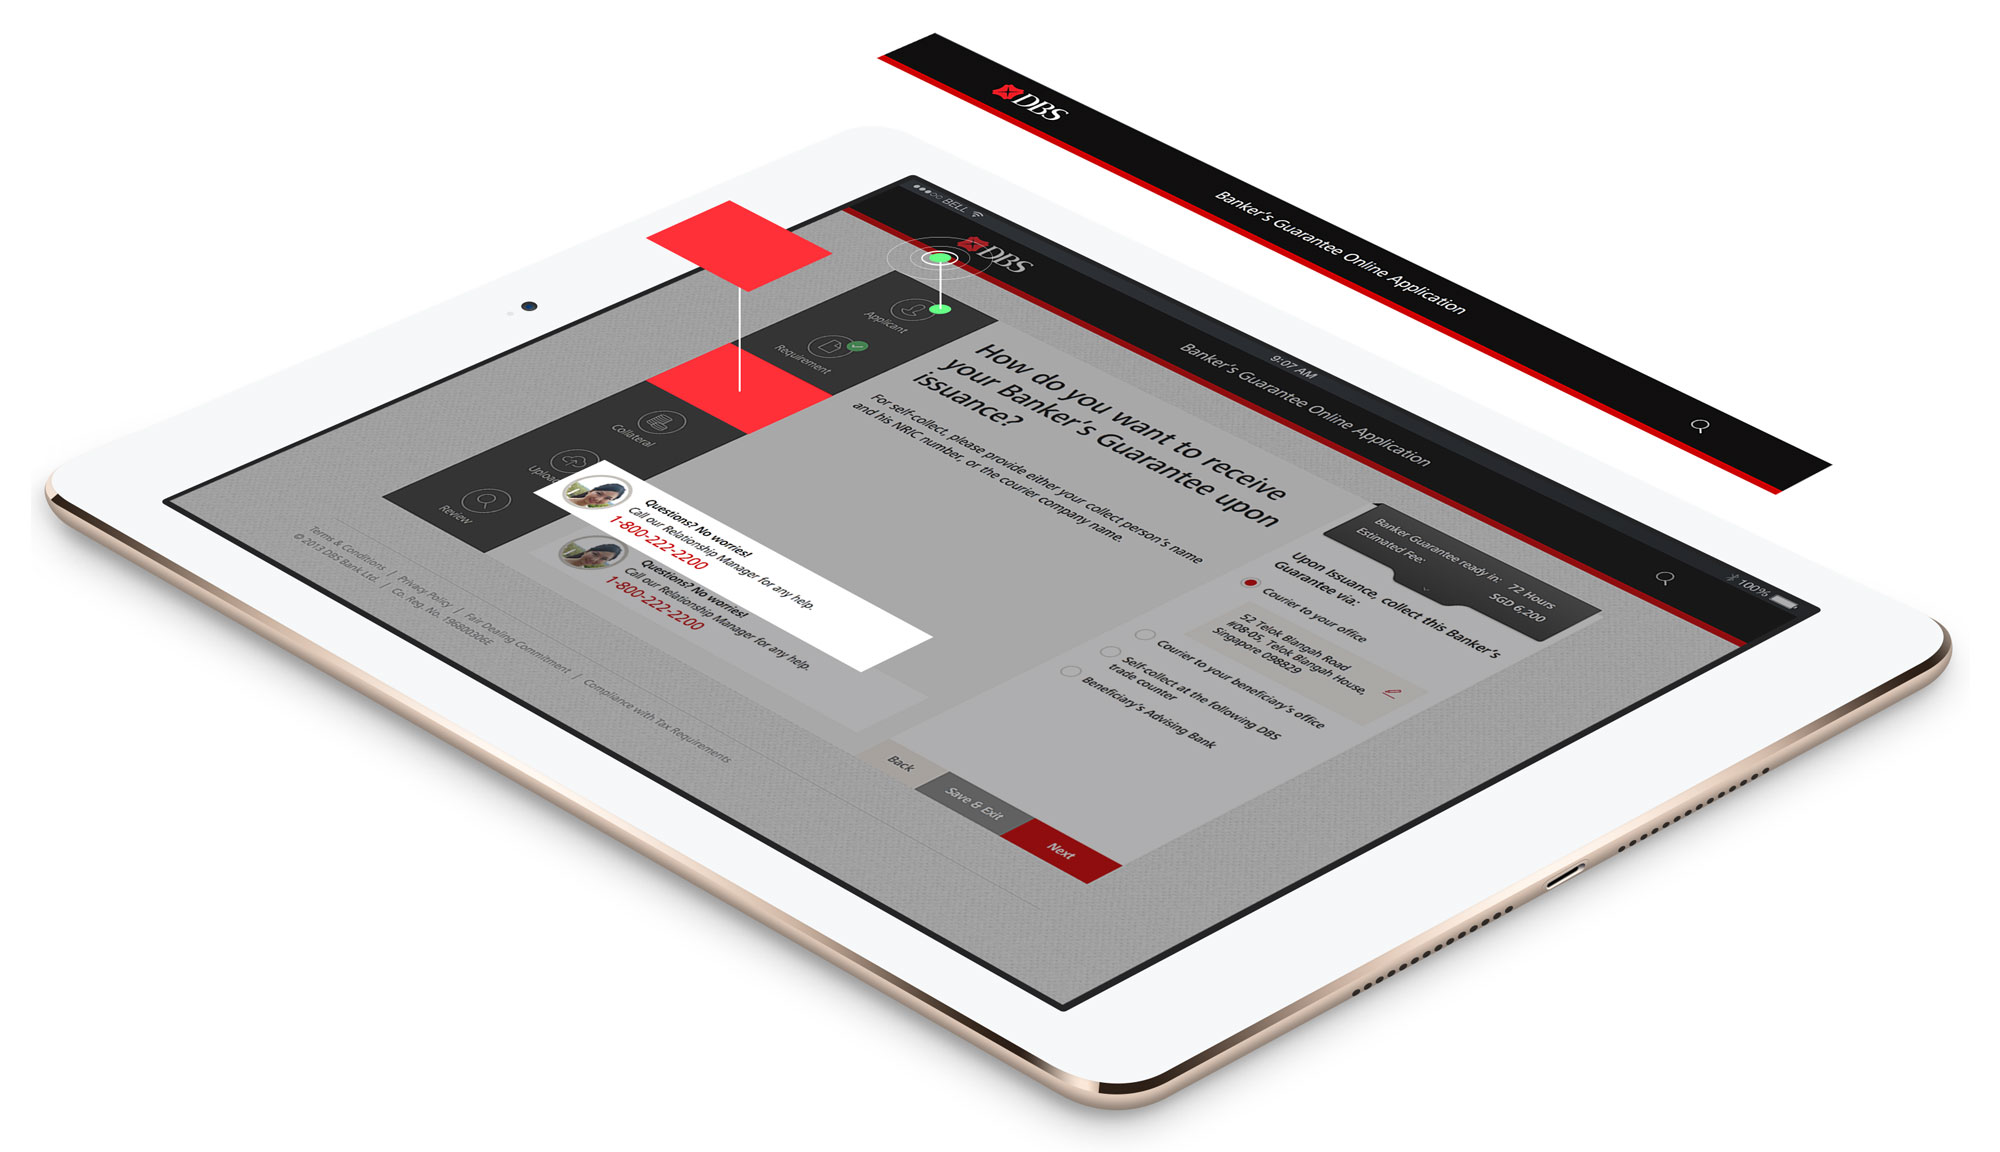 DBS
Banker's Guarantee Online Application
BELL
9:07 AM
100%
DBS
Banker's Guarantee Online Application
Applicant
Requirement
Collateral
Uploa
Review
How do you want to receive
your Banker's Guarantee upon
issuance?
For self-collect, please provide either your collect person's name
and his NRIC number, or the courier company name.
Banker Guarantee ready in: 72 Hours
Estimated Fee: SGD 6,200
Upon Issuance, collect this Banker's
Guarantee via:
Courier to your office
52 Telok Blangah Road
#08-05, Telok Blangah House,
Singapore 098829
Courier to your beneficiary's office
Self-collect at the following DBS
trade counter
Beneficiary's Advising Bank
Questions? No worries!
Call our Relationship Manager for any help.
1-800-222-2200
Questions? No worries!
Call our Relationship Manager for any help.
1-800-222-2200
Back
Save & Exit
Next
Terms & Conditions | Privacy Policy | Fair Dealing Commitment | Compliance with Tax Requirements
© 2013 DBS Bank Ltd. | Co. Reg. No. 196800306E